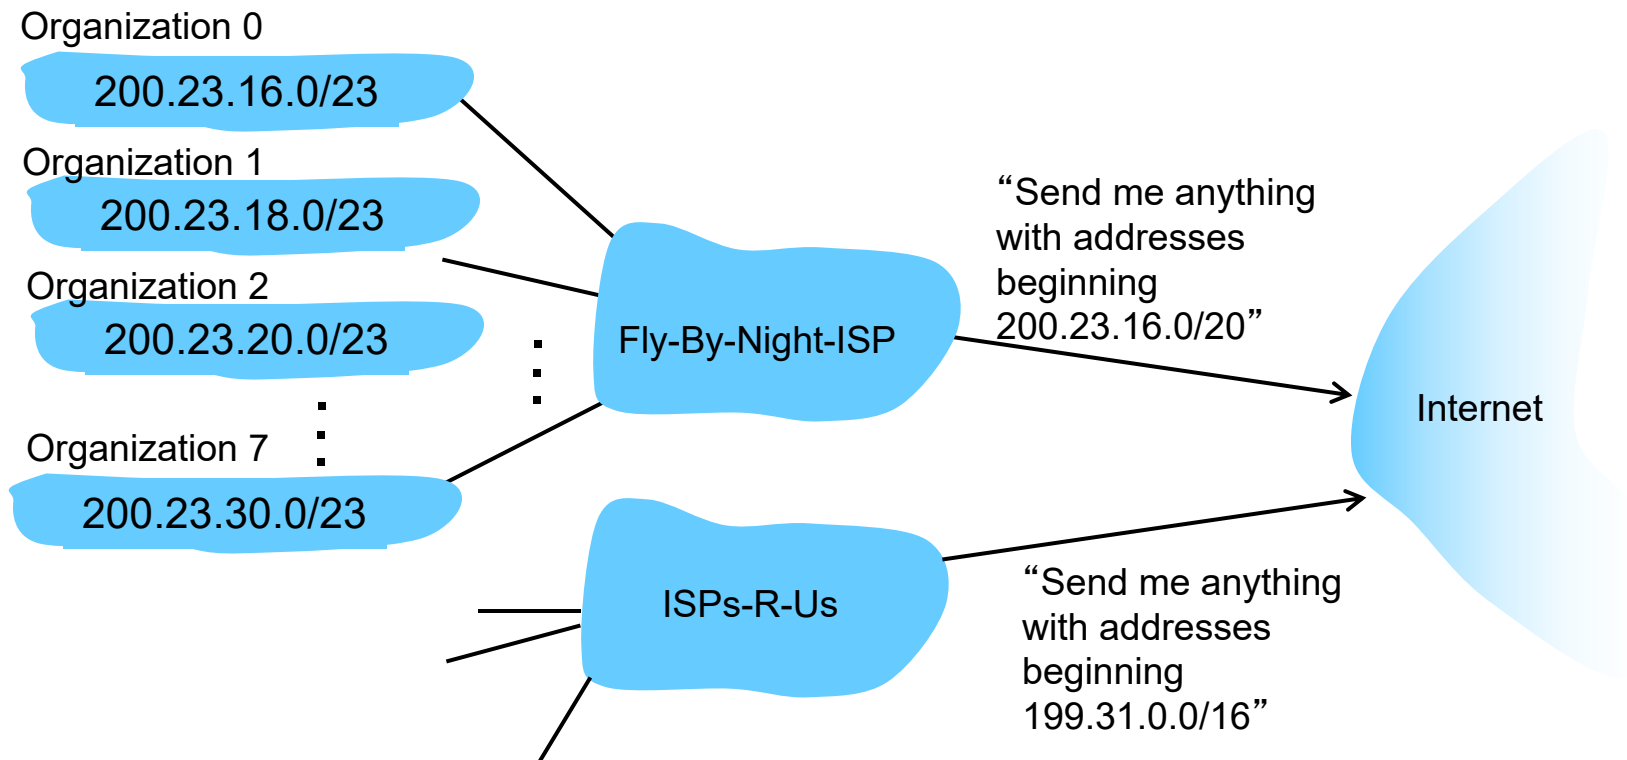 Organization 0
200.23.16.0/23
Organization 1
200.23.18.0/23
Organization 2
200.23.20.0/23
Organization 7
200.23.30.0/23
Fly-By-Night-ISP
“Send me anything
with addresses
beginning
200.23.16.0/20”
Internet
ISPs-R-Us
“Send me anything
with addresses
beginning
199.31.0.0/16”